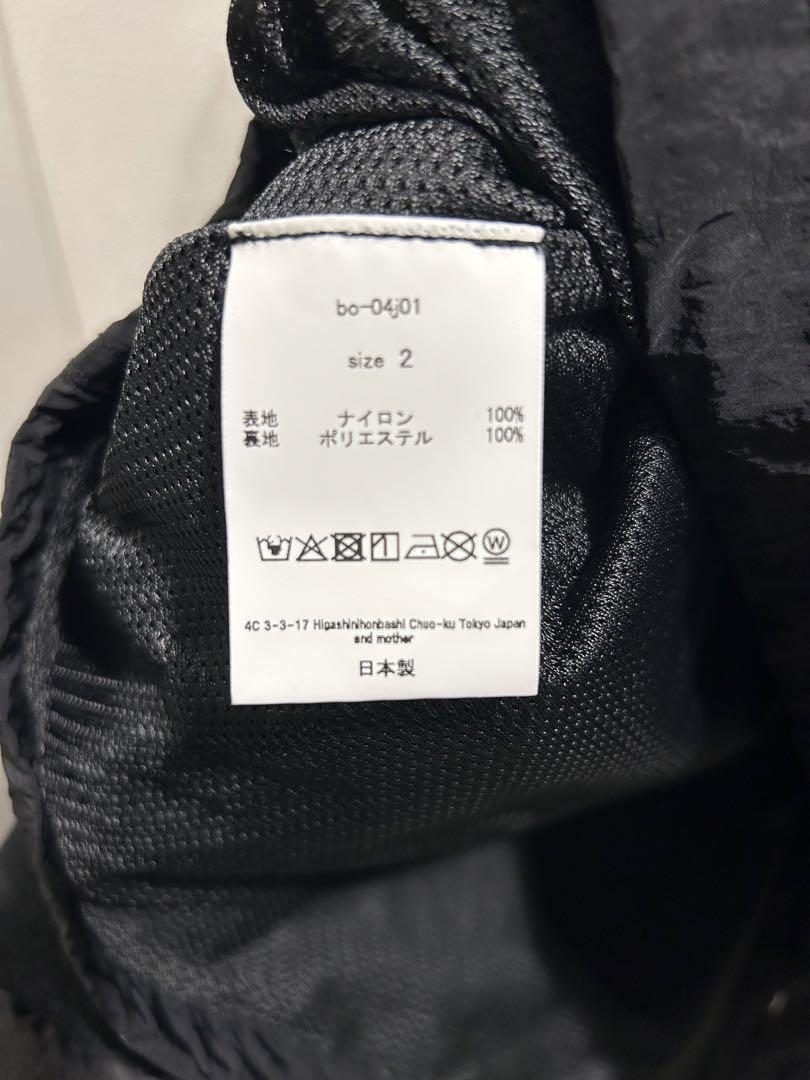 bo-04j01
size 2
表地 ナイロン 100%
裏地 ポリエステル 100%
W
4C 3-3-17 Higashinihonbashi Chuo-ku Tokyo Japan
and mother
日本製